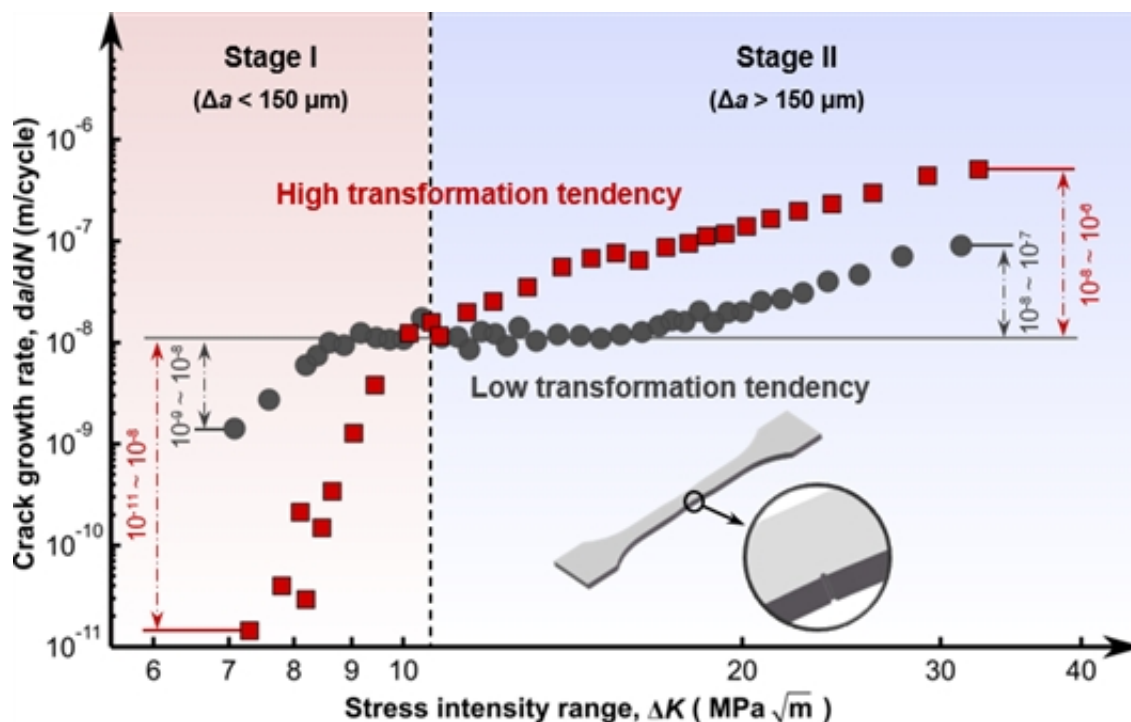 Stage I
(Δa < 150 μm)
Stage II
(Δa > 150 μm)
High transformation tendency
Low transformation tendency
Crack growth rate, da/dN (m/cycle)
10⁻⁶
10⁻⁷
10⁻⁸
10⁻⁹
10⁻¹⁰
10⁻¹¹
10⁻¹¹ ~ 10⁻⁸
10⁻⁹ ~ 10⁻⁸
10⁻⁸ ~ 10⁻⁷
10⁻⁸ ~ 10⁻⁶
6 7 8 9 10 20 30 40
Stress intensity range, ΔK ( MPa √m )